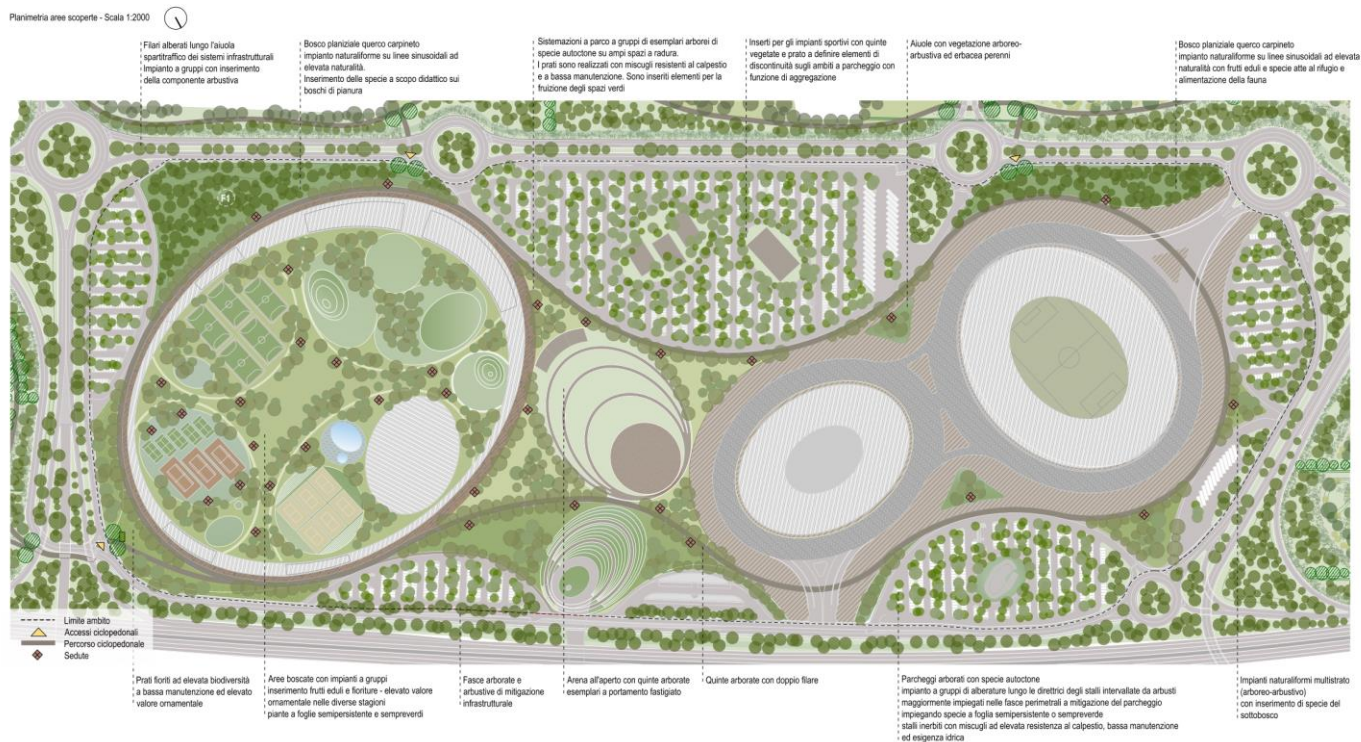 Planimetria aree scoperte - Scala 1:2000
Filari alberati lungo l'aiuola
spartitraffico dei sistemi infrastrutturali
Impianto a gruppi con inserimento
della componente arbustiva
Bosco planiziale querco carpineto
impianto naturaliforme su linee sinusoidali ad
elevata naturalità.
Inserimento delle specie a scopo didattico sui
boschi di pianura
Sistemazioni a parco a gruppi di esemplari arborei di
specie autoctone su ampi spazi a radura.
I prati sono realizzati con miscugli resistenti al calpestio
e a bassa manutenzione. Sono inseriti elementi per la
fruizione degli spazi verdi
Inserti per gli impianti sportivi con quinte
vegetate e prato a definire elementi di
discontinuità sugli ambiti a parcheggio con
funzione di aggregazione
Aiuole con vegetazione arboreo-
arbustiva ed erbacea perenni
Bosco planiziale querco carpineto
impianto naturaliforme su linee sinusoidali ad elevata
naturalità con frutti eduli e specie atte al rifugio e
alimentazione della fauna
F1
Limite ambito
Accessi ciclopedonali
Percorso ciclopedonale
Sedute
Prati fioriti ad elevata biodiversità
a bassa manutenzione ed elevato
valore ornamentale
Aree boscate con impianti a gruppi
inserimento frutti eduli e fioriture - elevato valore
ornamentale nelle diverse stagioni
piante a foglie semipersistente e sempreverdi
Fasce arborate e
arbustive di mitigazione
infrastrutturale
Arena all'aperto con quinte arborate
esemplari a portamento fastigiato
Quinte arborate con doppio filare
Parcheggi arborati con specie autoctone
impianto a gruppi di alberature lungo le direttrici degli stalli intervallate da arbusti
maggiormente impiegati nelle fasce perimetrali a mitigazione del parcheggio
impiegando specie a foglia semipersistente o sempreverde
stalli inerbiti con miscugli ad elevata resistenza al calpestio, bassa manutenzione
ed esigenza idrica
Impianti naturaliformi multistrato
(arboreo-arbustivo)
con inserimento di specie del
sottobosco